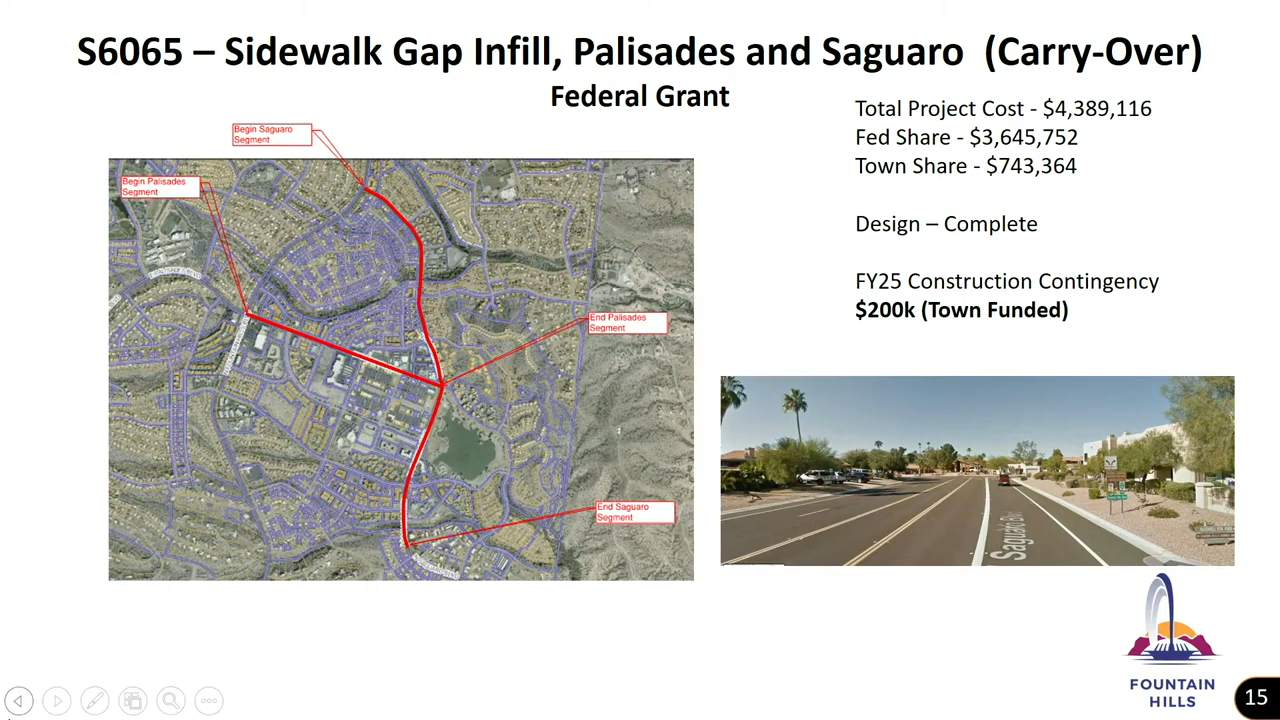 S6065 – Sidewalk Gap Infill, Palisades and Saguaro (Carry-Over)
Federal Grant
Total Project Cost - $4,389,116
Fed Share - $3,645,752
Town Share - $743,364
Design – Complete
FY25 Construction Contingency
$200k (Town Funded)
Begin Saguaro
Segment
Begin Palisades
Segment
End Palisades
Segment
End Saguaro
Segment
Saguaro Blvd
FOUNTAIN
HILLS
15